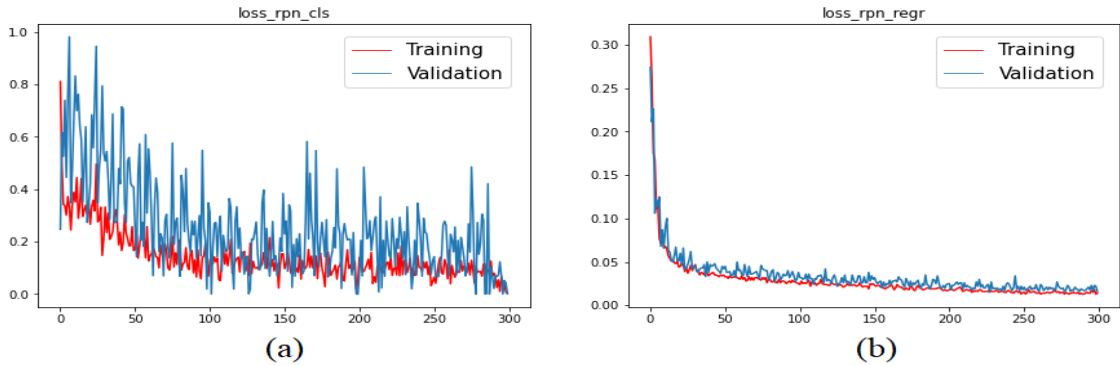 loss_rpn_cls
1.0
0.8
0.6
0.4
0.2
0.0
Training
Validation
0 50 100 150 200 250 300
(a)
loss_rpn_regr
0.30
0.25
0.20
0.15
0.10
0.05
0.00
Training
Validation
0 50 100 150 200 250 300
(b)